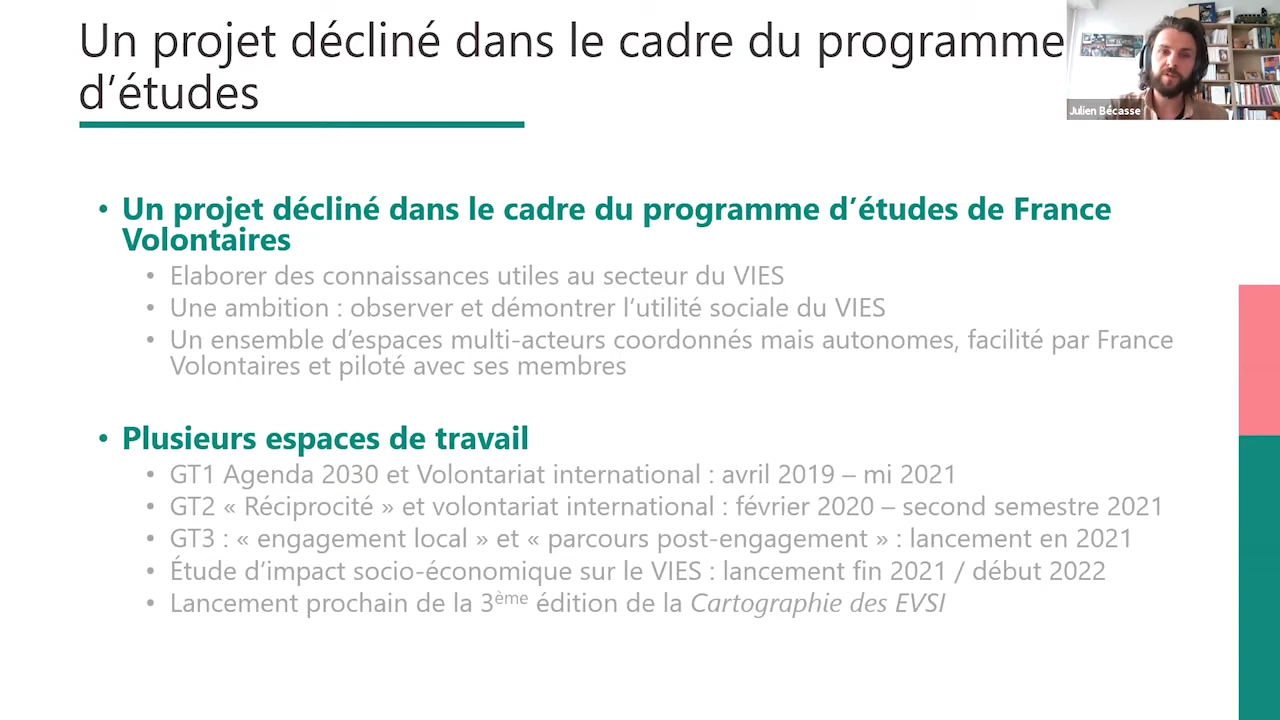 Un projet décliné dans le cadre du programme
d’études
Julien Bécasse
• Un projet décliné dans le cadre du programme d’études de France
Volontaires
• Elaborer des connaissances utiles au secteur du VIES
• Une ambition : observer et démontrer l’utilité sociale du VIES
• Un ensemble d’espaces multi-acteurs coordonnés mais autonomes, facilité par France
Volontaires et piloté avec ses membres
• Plusieurs espaces de travail
• GT1 Agenda 2030 et Volontariat international : avril 2019 – mi 2021
• GT2 « Réciprocité » et volontariat international : février 2020 – second semestre 2021
• GT3 : « engagement local » et « parcours post-engagement » : lancement en 2021
• Étude d’impact socio-économique sur le VIES : lancement fin 2021 / début 2022
• Lancement prochain de la 3ème édition de la Cartographie des EVSI